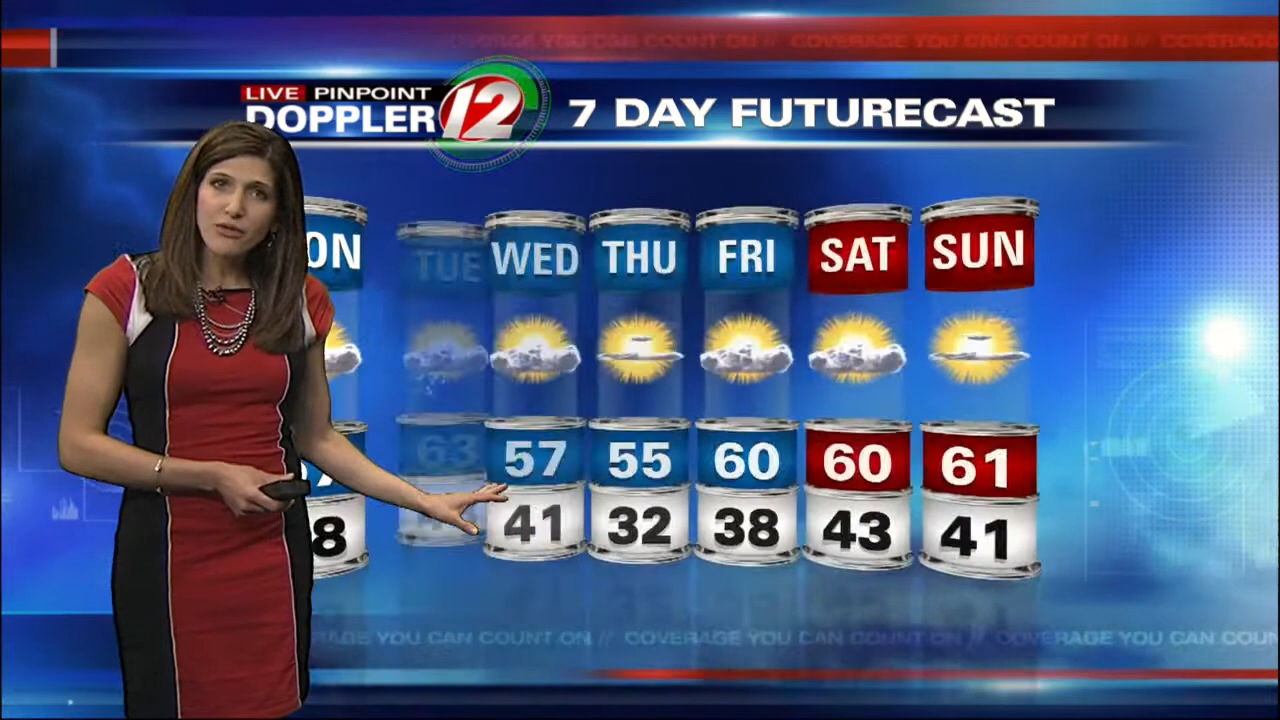 COVERAGE YOU CAN COUNT ON // COVERAGE YOU CAN COUNT ON // COVERAGE
LIVE PINPOINT
DOPPLER 12 7 DAY FUTURECAST
ON TUE WED THU FRI SAT SUN
63 57 55 60 60 61
8 41 32 38 43 41
RAGE YOU CAN COUNT ON // COVERAGE YOU CAN COUNT ON // COVERAGE YOU CAN COUN